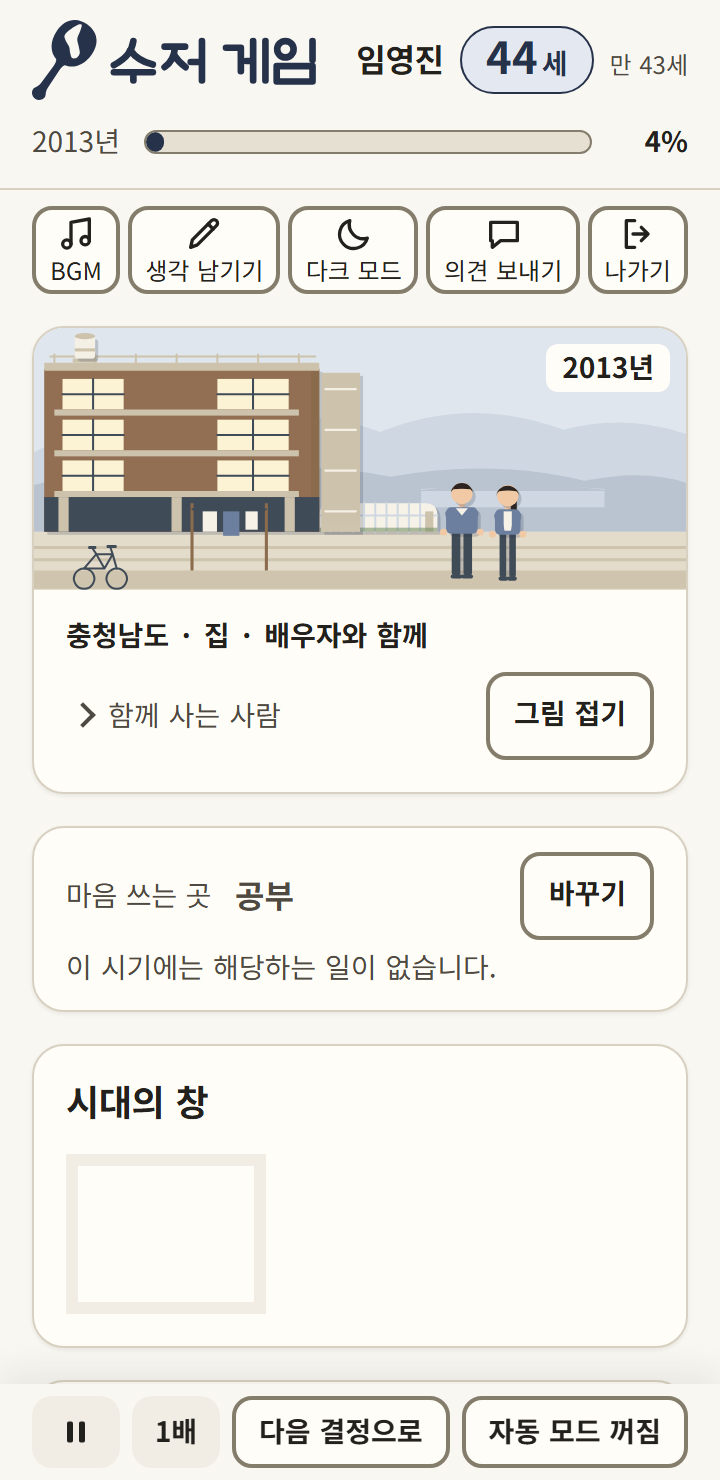 수저 게임
임영진
44세
만 43세
2013년
4%
BGM
생각 남기기
다크 모드
의견 보내기
나가기
2013년
충청남도 · 집 · 배우자와 함께
함께 사는 사람
그림 접기
마음 쓰는 곳 공부
바꾸기
이 시기에는 해당하는 일이 없습니다.
시대의 창
1배
다음 결정으로
자동 모드 꺼짐